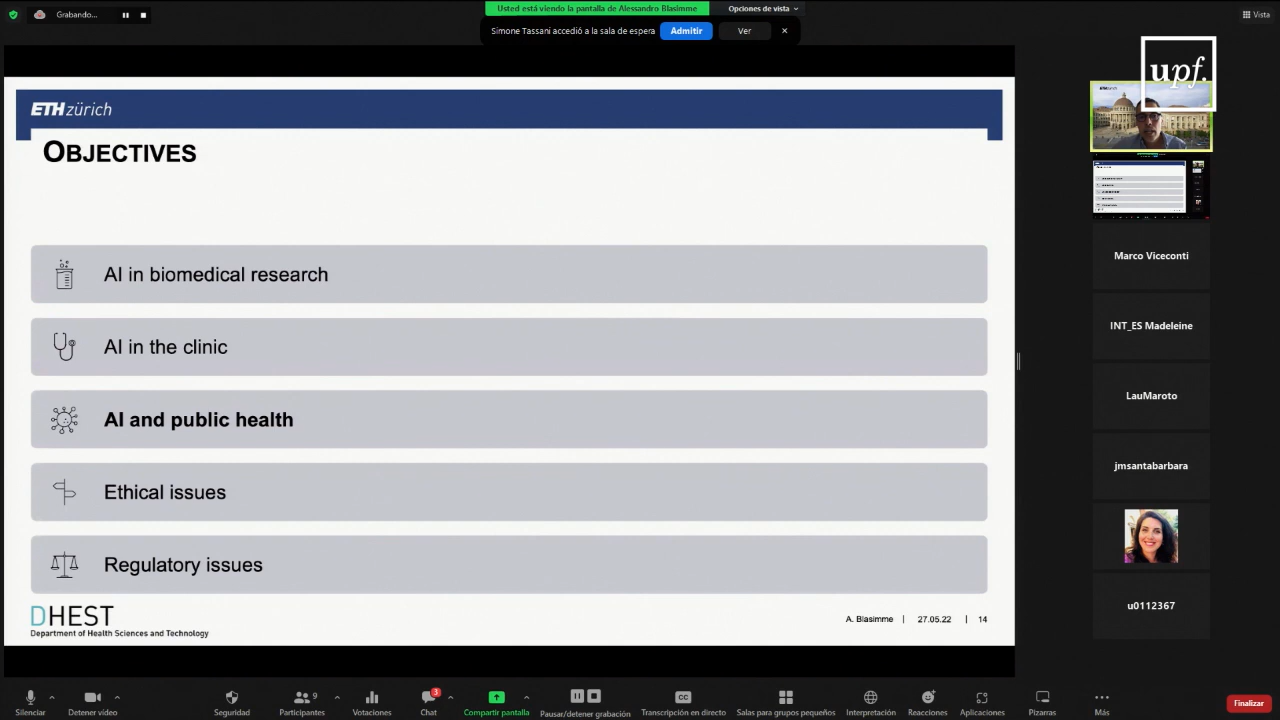 Grabando...
Usted está viendo la pantalla de Alessandro Blasimme
Opciones de vista
Vista
Simone Tassani accedió a la sala de espera
Admitir
Ver
upf.
ETH zürich
OBJECTIVES
AI in biomedical research
AI in the clinic
AI and public health
Ethical issues
Regulatory issues
DHEST
Department of Health Sciences and Technology
A. Blasimme | 27.05.22 | 14
Marco Viceconti
INT_ES Madeleine
LauMaroto
jmsantabarbara
u0112367
Silenciar
Detener vídeo
Seguridad
Participantes
9
Votaciones
Chat
3
Compartir pantalla
Pausar/detener grabación
CC
Transcripción en directo
Salas para grupos pequeños
Interpretación
Reacciones
Aplicaciones
Pizarras
Más
Finalizar